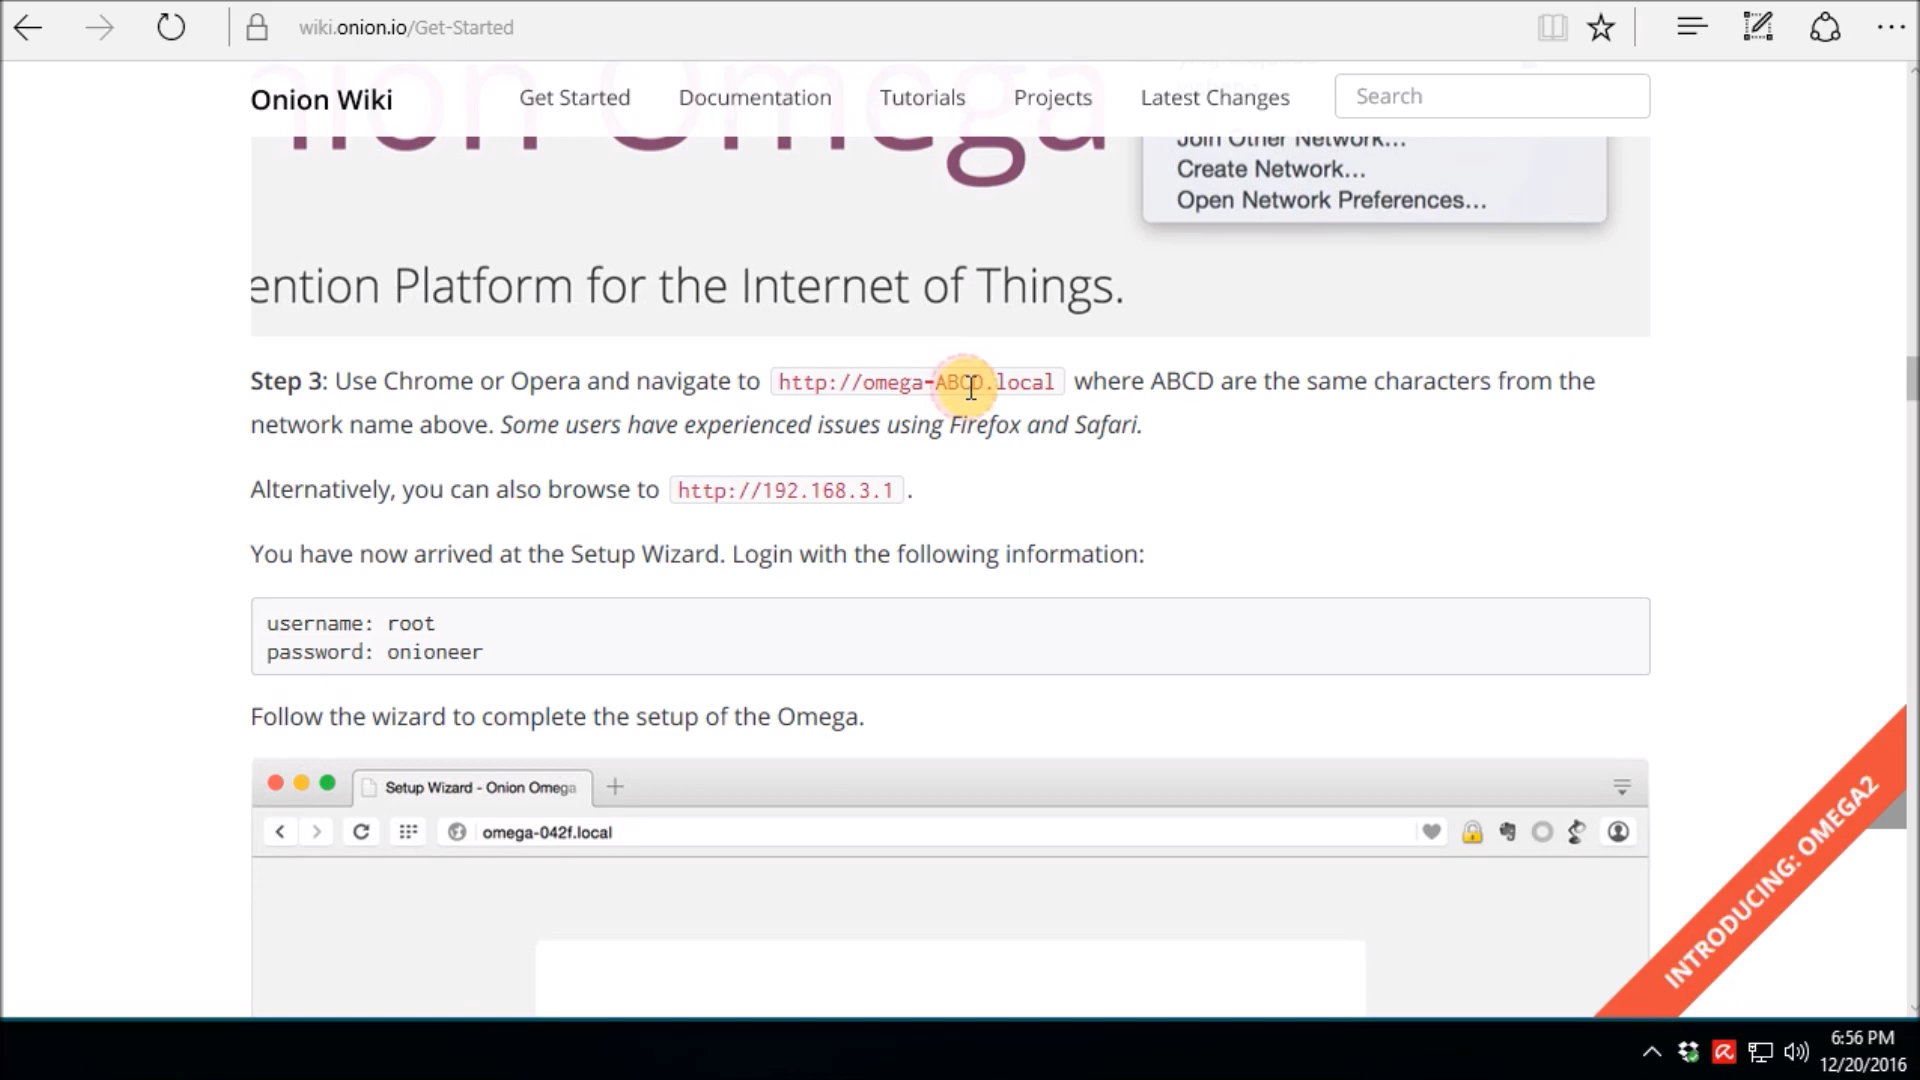 wiki.onion.io/Get-Started
Onion Wiki Get Started Documentation Tutorials Projects Latest Changes Search
nion Omega
Join Other Network...
Create Network...
Open Network Preferences...
ention Platform for the Internet of Things.
Step 3: Use Chrome or Opera and navigate to http://omega-ABCD.local where ABCD are the same characters from the
network name above. Some users have experienced issues using Firefox and Safari.
Alternatively, you can also browse to http://192.168.3.1 .
You have now arrived at the Setup Wizard. Login with the following information:
username: root
password: onioneer
Follow the wizard to complete the setup of the Omega.
Setup Wizard - Onion Omega
omega-042f.local
INTRODUCING: OMEGA2
6:56 PM
12/20/2016